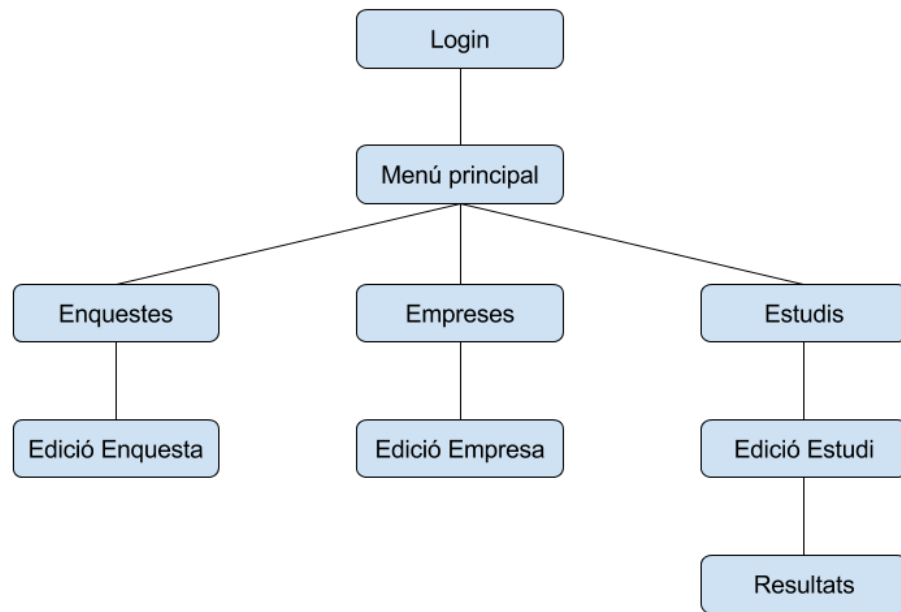 Login
Menú principal
Enquestes
Empreses
Estudis
Edició Enquesta
Edició Empresa
Edició Estudi
Resultats